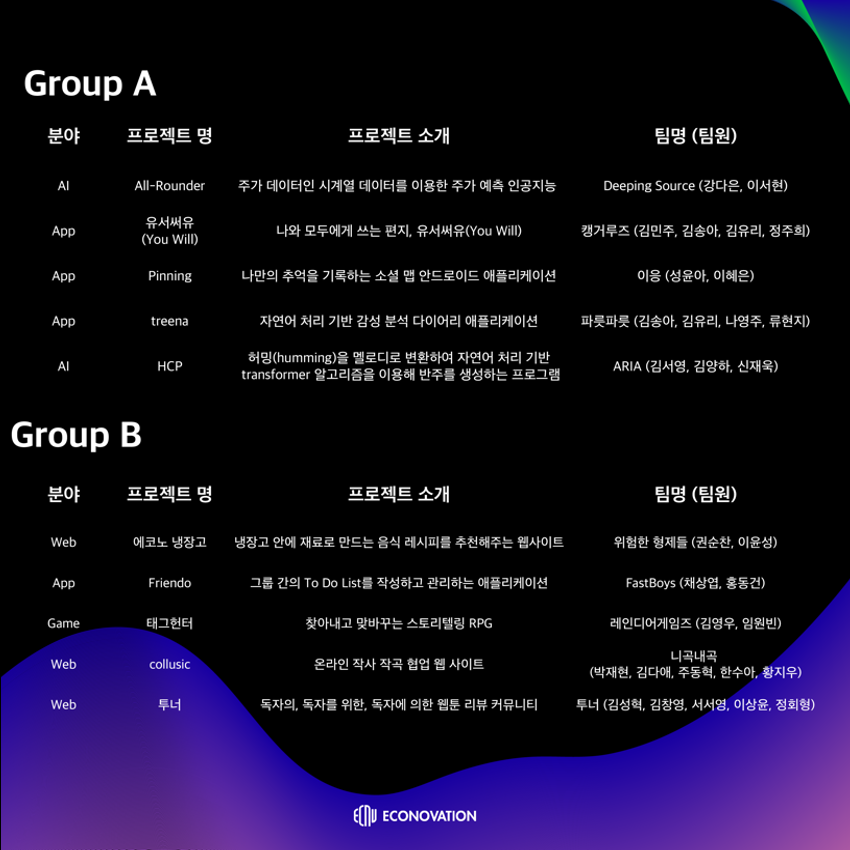 Group A
분야 프로젝트 명 프로젝트 소개 팀명 (팀원)
AI All-Rounder 주가 데이터인 시계열 데이터를 이용한 주가 예측 인공지능 Deeping Source (강다은, 이서현)
App 유서써유 (You Will) 나와 모두에게 쓰는 편지, 유서써유(You Will) 캥거루즈 (김민주, 김송아, 김유리, 정주희)
App Pinning 나만의 추억을 기록하는 소셜 맵 안드로이드 애플리케이션 이응 (성윤아, 이혜은)
App treena 자연어 처리 기반 감성 분석 다이어리 애플리케이션 파릇파릇 (김송아, 김유리, 나영주, 류현지)
AI HCP 허밍(humming)을 멜로디로 변환하여 자연어 처리 기반
transformer 알고리즘을 이용해 반주를 생성하는 프로그램 ARIA (김서영, 김양하, 신재욱)
Group B
분야 프로젝트 명 프로젝트 소개 팀명 (팀원)
Web 에코노 냉장고 냉장고 안에 재료로 만드는 음식 레시피를 추천해주는 웹사이트 위험한 형제들 (권순찬, 이윤성)
App Friendo 그룹 간의 To Do List를 작성하고 관리하는 애플리케이션 FastBoys (채상엽, 홍동건)
Game 태그헌터 찾아내고 맞바꾸는 스토리텔링 RPG 레인디어게임즈 (김영우, 임원빈)
Web collusic 온라인 작사 작곡 협업 웹 사이트 니곡내곡
(박재현, 김다애, 주동혁, 한수아, 황지우)
Web 투너 독자의, 독자를 위한, 독자에 의한 웹툰 리뷰 커뮤니티 투너 (김성혁, 김창영, 서서영, 이상윤, 정회형)
ECNU ECONOVATION